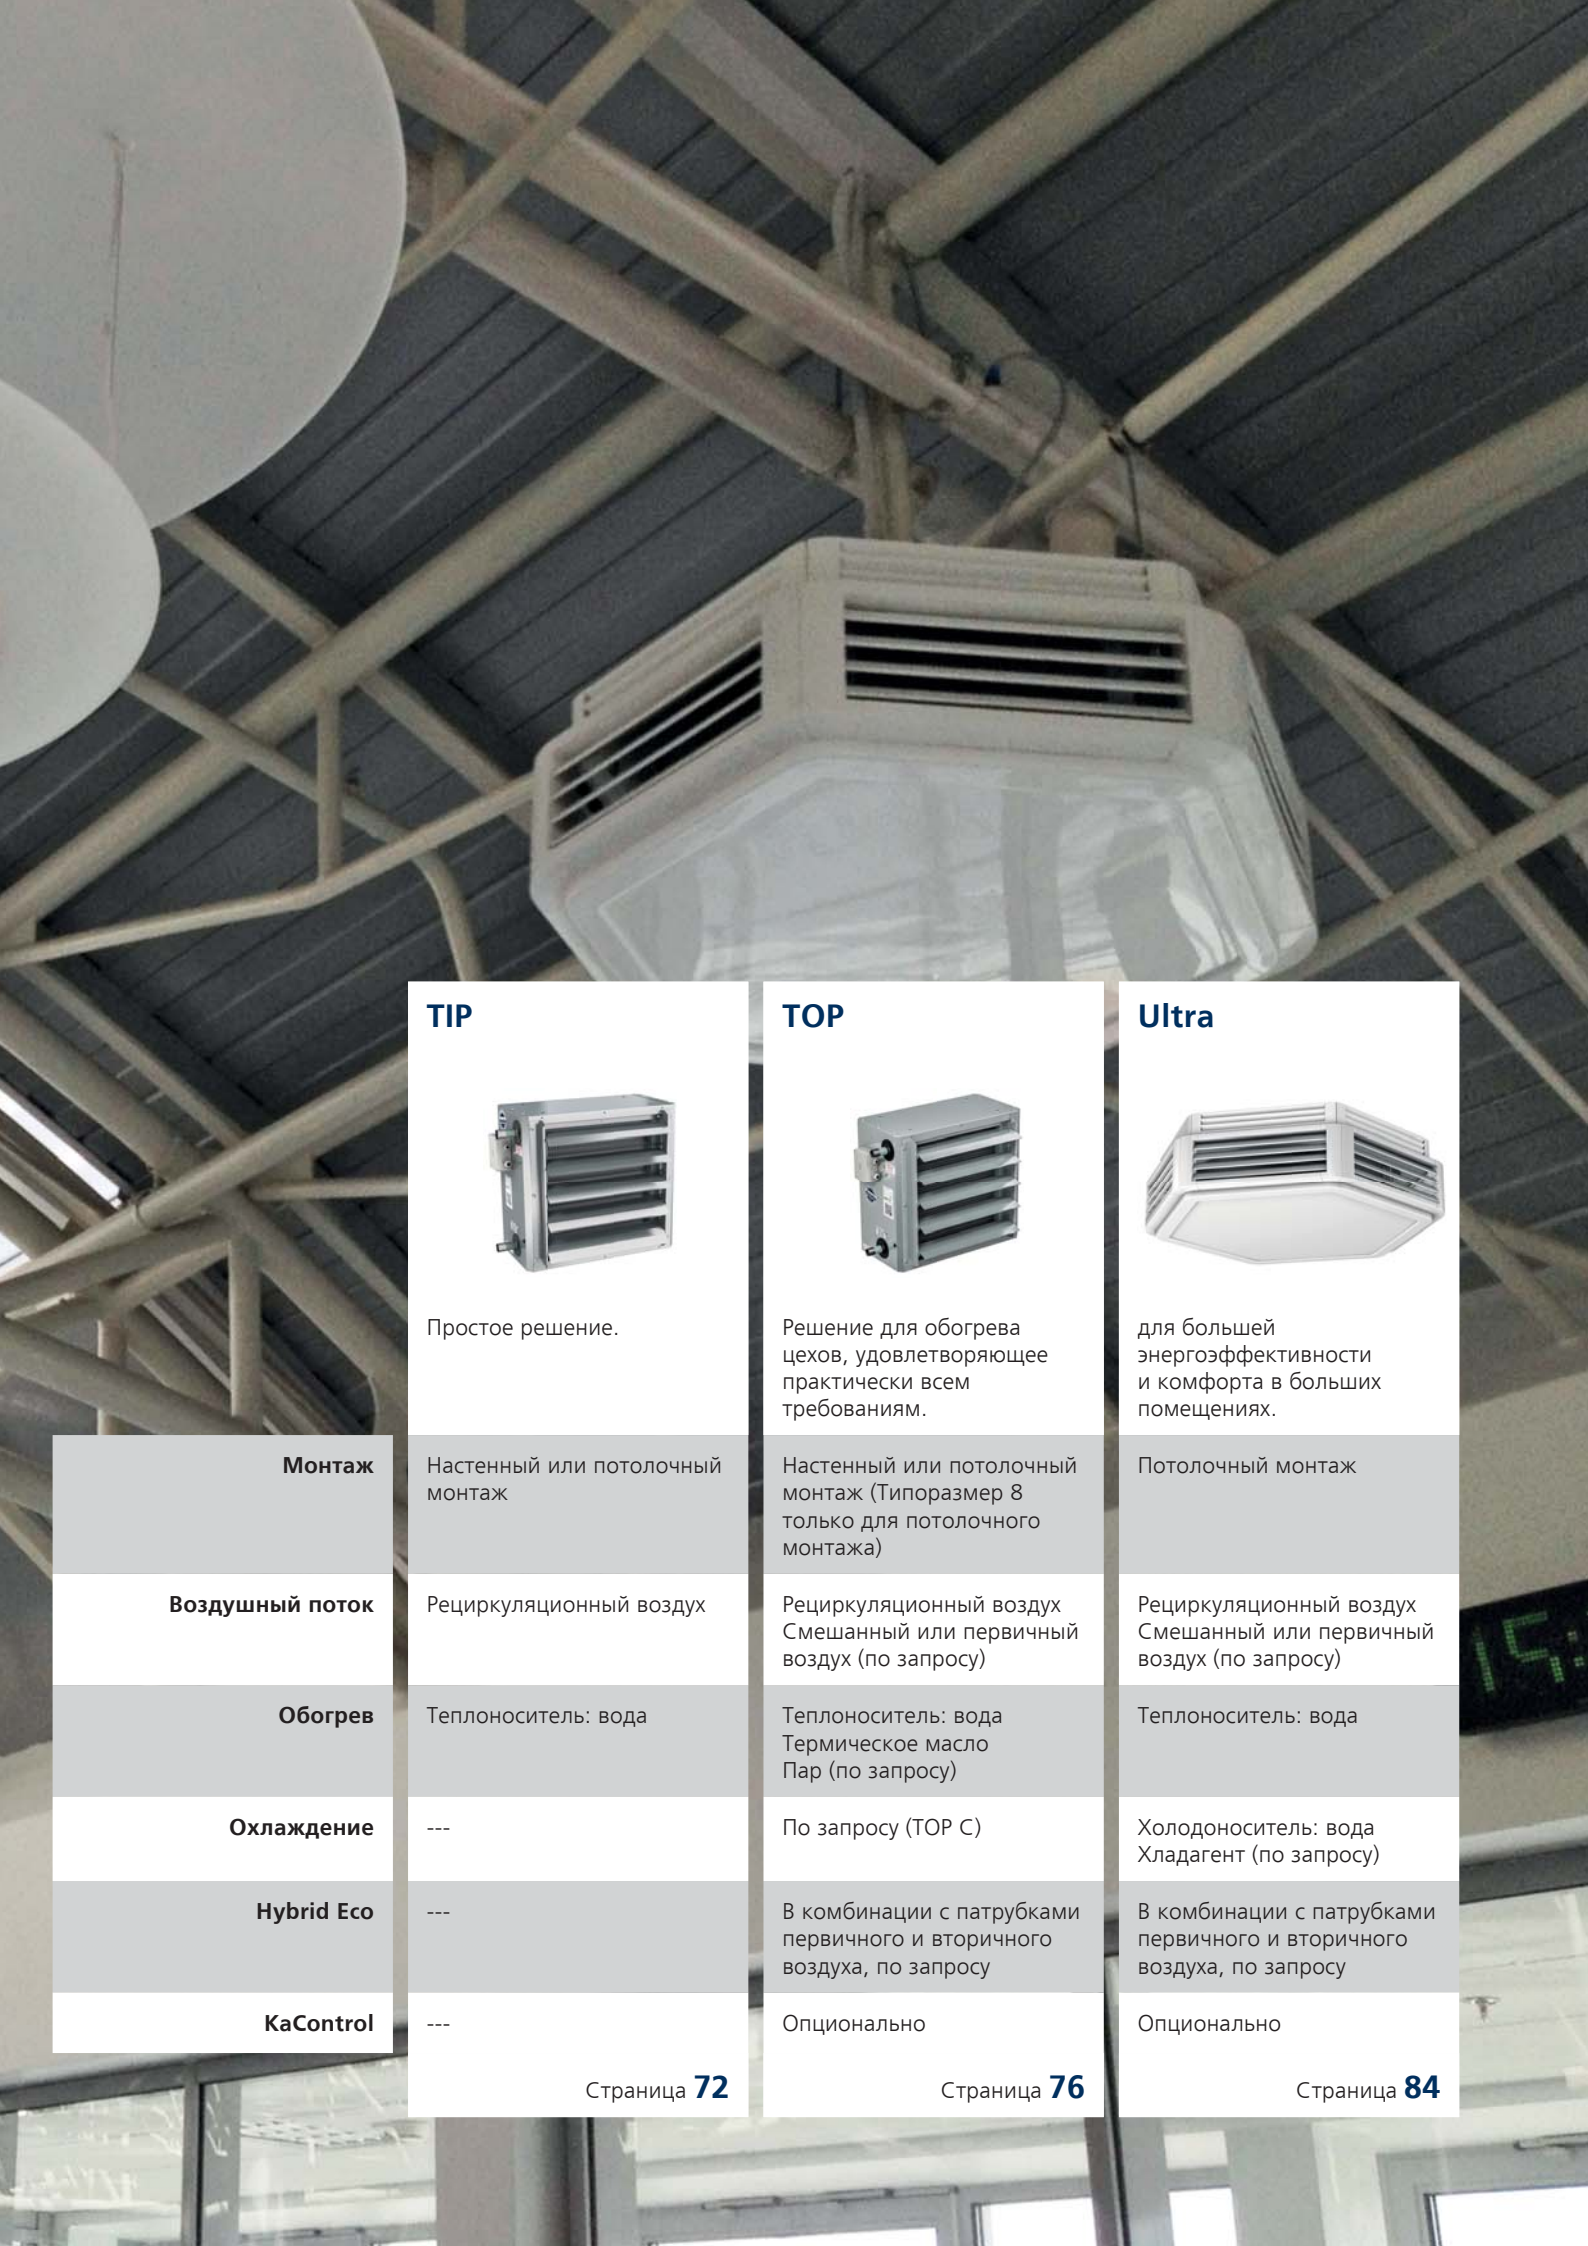 TIP
TOP
Ultra
Простое решение.
Решение для обогрева
цехов, удовлетворяющее
практически всем
требованиям.
для большей
энергоэффективности
и комфорта в больших
помещениях.
Монтаж
Настенный или потолочный
монтаж
Настенный или потолочный
монтаж (Типоразмер 8
только для потолочного
монтажа)
Потолочный монтаж
Воздушный поток
Рециркуляционный воздух
Рециркуляционный воздух
Смешанный или первичный
воздух (по запросу)
Рециркуляционный воздух
Смешанный или первичный
воздух (по запросу)
Обогрев
Теплоноситель: вода
Теплоноситель: вода
Термическое масло
Пар (по запросу)
Теплоноситель: вода
Охлаждение
---
По запросу (TOP C)
Холодоноситель: вода
Хладагент (по запросу)
Hybrid Eco
---
В комбинации с патрубками
первичного и вторичного
воздуха, по запросу
В комбинации с патрубками
первичного и вторичного
воздуха, по запросу
KaControl
---
Опционально
Опционально
Страница 72
Страница 76
Страница 84
15: